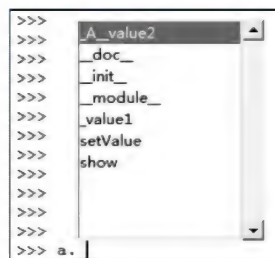 >>>
>>> _A__value2
>>> __doc__
>>> __init__
>>> __module__
>>> _value1
>>> setValue
>>> show
>>>
>>>
>>>
>>>
>>> a.